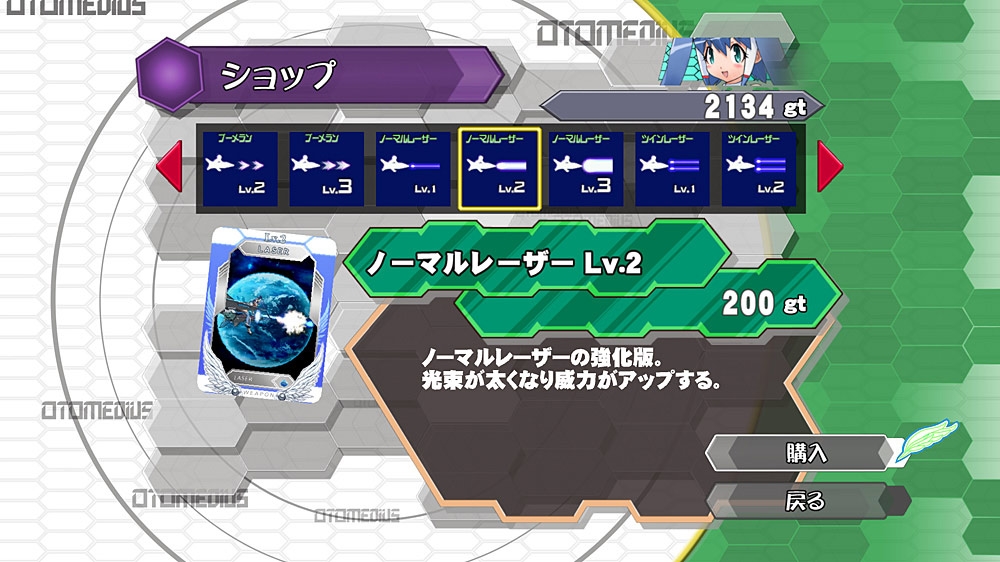 OTOMEDIUS
OTOMEDIUS
ショップ
2134 gt
ブーメラン
Lv.2
ブーメラン
Lv.3
ノーマルレーザー
Lv.1
ノーマルレーザー
Lv.2
ノーマルレーザー
Lv.3
ツインレーザー
Lv.1
ツインレーザー
Lv.2
OTOMEDIUS
Lv.2
LASER
ノーマルレーザー Lv.2
200 gt
ノーマルレーザーの強化版。
光束が太くなり威力がアップする。
LASER
WEAPON
OTOMEDIUS
購入
戻る
OTOMEDIUS
OTOMEDIUS